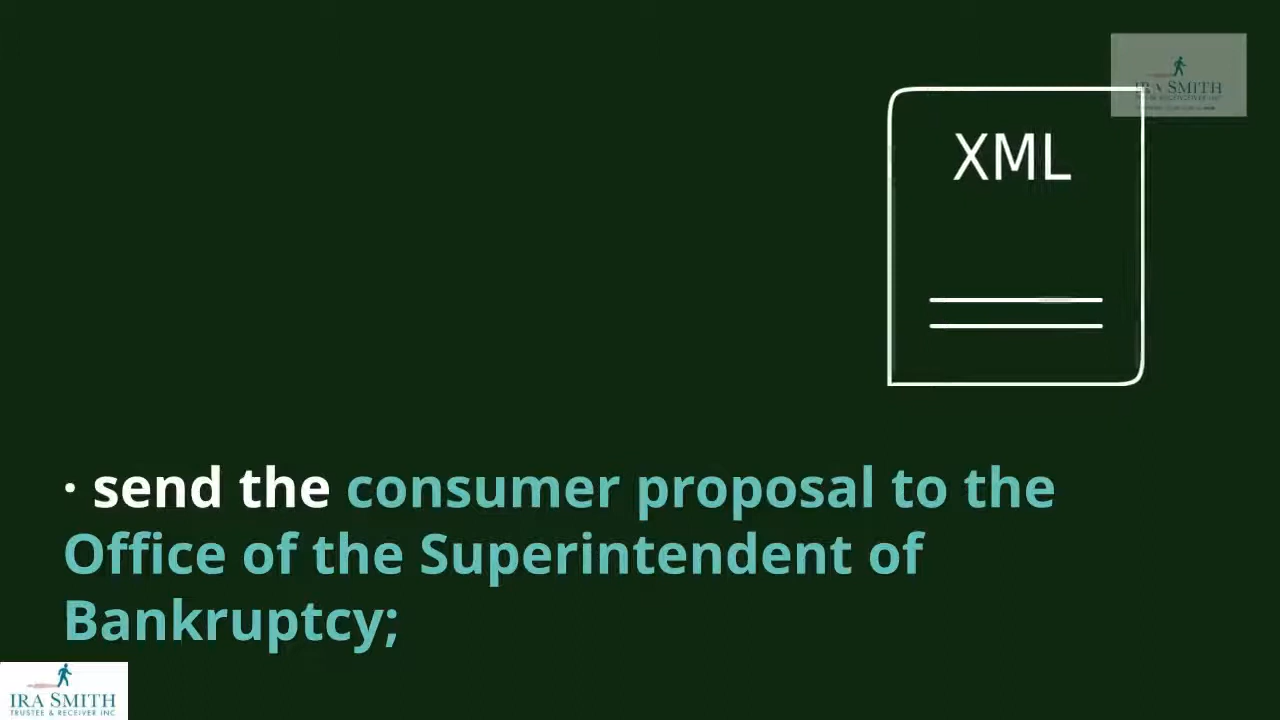 IRA SMITH
XML
· send the consumer proposal to the
Office of the Superintendent of
Bankruptcy;
IRA SMITH
TRUSTEE & RECEIVER INC